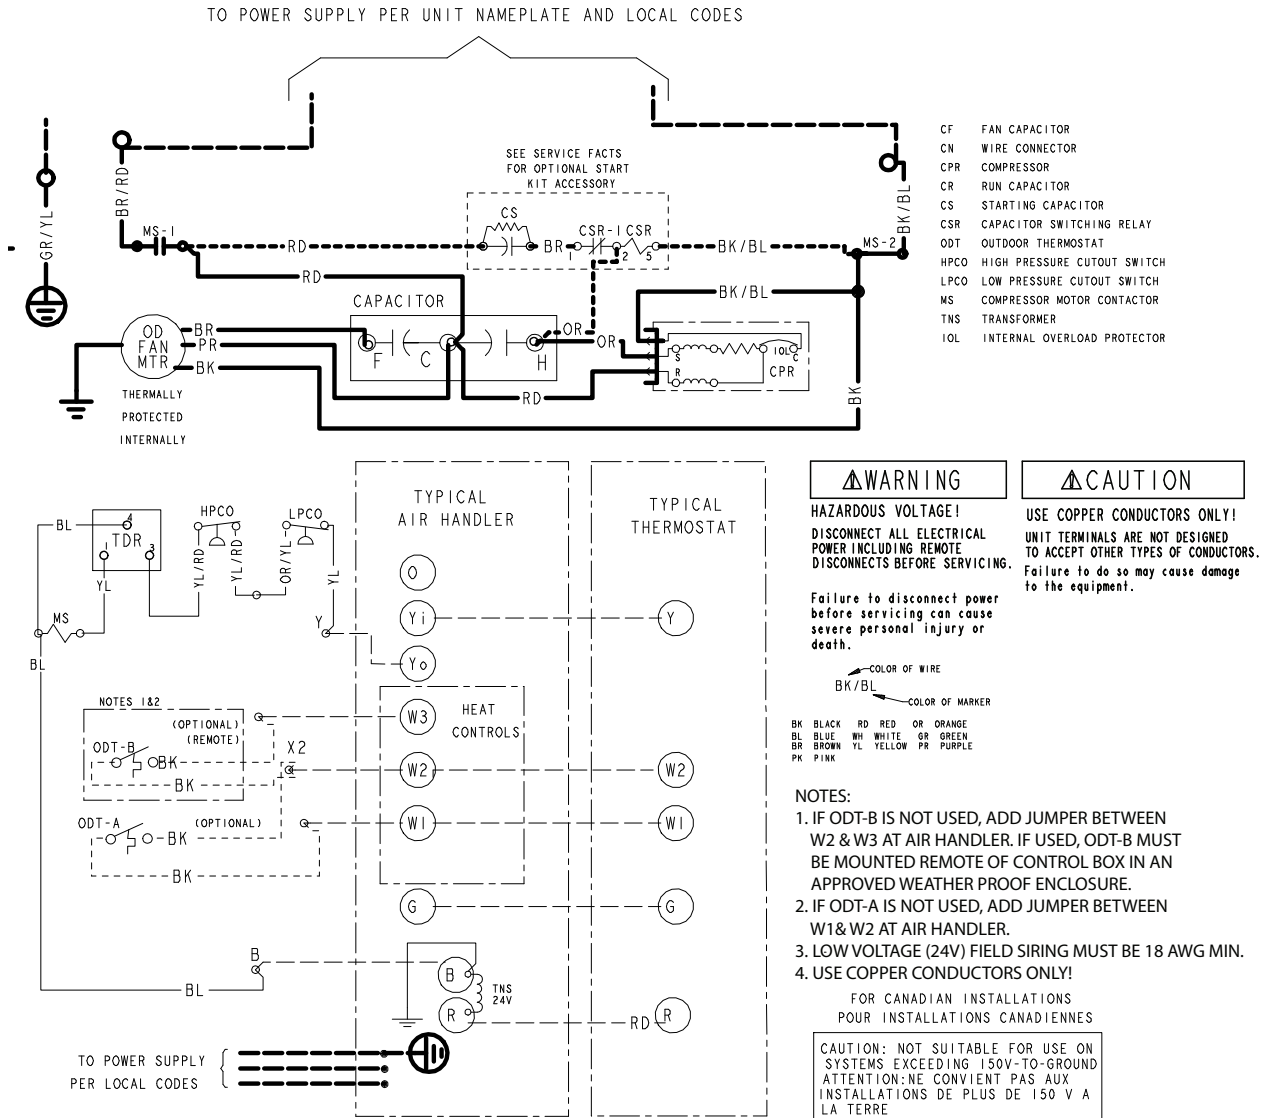 TO POWER SUPPLY PER UNIT NAMEPLATE AND LOCAL CODES
GR/YL
BR/RD
MS-1
RD
RD
SEE SERVICE FACTS
FOR OPTIONAL START
KIT ACCESSORY
CS
BR
CSR-1 CSR
1 2 5
BK/BL
MS-2
BK/BL
BK/BL
CAPACITOR
F C H
OR
OR
RD
S
R
IOL C
CPR
BK
OD
FAN
MTR
BR
PR
BK
THERMALLY
PROTECTED
INTERNALLY
CF FAN CAPACITOR
CN WIRE CONNECTOR
CPR COMPRESSOR
CR RUN CAPACITOR
CS STARTING CAPACITOR
CSR CAPACITOR SWITCHING RELAY
ODT OUTDOOR THERMOSTAT
HPCO HIGH PRESSURE CUTOUT SWITCH
LPCO LOW PRESSURE CUTOUT SWITCH
MS COMPRESSOR MOTOR CONTACTOR
TNS TRANSFORMER
IOL INTERNAL OVERLOAD PROTECTOR
BL
4
TDR
1 3
YL
MS
BL
HPCO
YL/RD
YL/RD
LPCO
OR/YL
YL
Y
NOTES 1&2
(OPTIONAL)
(REMOTE)
ODT-B
BK
BK
X2
ODT-A
(OPTIONAL)
BK
BK
B
BL
TYPICAL
AIR HANDLER
O
Yi
Yo
W3
HEAT
CONTROLS
W2
W1
G
B
R
TNS
24V
TYPICAL
THERMOSTAT
Y
W2
W1
G
RD
R
TO POWER SUPPLY
PER LOCAL CODES
⚠WARNING
HAZARDOUS VOLTAGE!
DISCONNECT ALL ELECTRICAL
POWER INCLUDING REMOTE
DISCONNECTS BEFORE SERVICING.
Failure to disconnect power
before servicing can cause
severe personal injury or
death.
⚠CAUTION
USE COPPER CONDUCTORS ONLY!
UNIT TERMINALS ARE NOT DESIGNED
TO ACCEPT OTHER TYPES OF CONDUCTORS.
Failure to do so may cause damage
to the equipment.
COLOR OF WIRE
BK/BL
COLOR OF MARKER
BK BLACK RD RED OR ORANGE
BL BLUE WH WHITE GR GREEN
BR BROWN YL YELLOW PR PURPLE
PK PINK
NOTES:
1. IF ODT-B IS NOT USED, ADD JUMPER BETWEEN
W2 & W3 AT AIR HANDLER. IF USED, ODT-B MUST
BE MOUNTED REMOTE OF CONTROL BOX IN AN
APPROVED WEATHER PROOF ENCLOSURE.
2. IF ODT-A IS NOT USED, ADD JUMPER BETWEEN
W1& W2 AT AIR HANDLER.
3. LOW VOLTAGE (24V) FIELD SIRING MUST BE 18 AWG MIN.
4. USE COPPER CONDUCTORS ONLY!
FOR CANADIAN INSTALLATIONS
POUR INSTALLATIONS CANADIENNES
CAUTION: NOT SUITABLE FOR USE ON
SYSTEMS EXCEEDING 150V-TO-GROUND
ATTENTION:NE CONVIENT PAS AUX
INSTALLATIONS DE PLUS DE 150 V A
LA TERRE